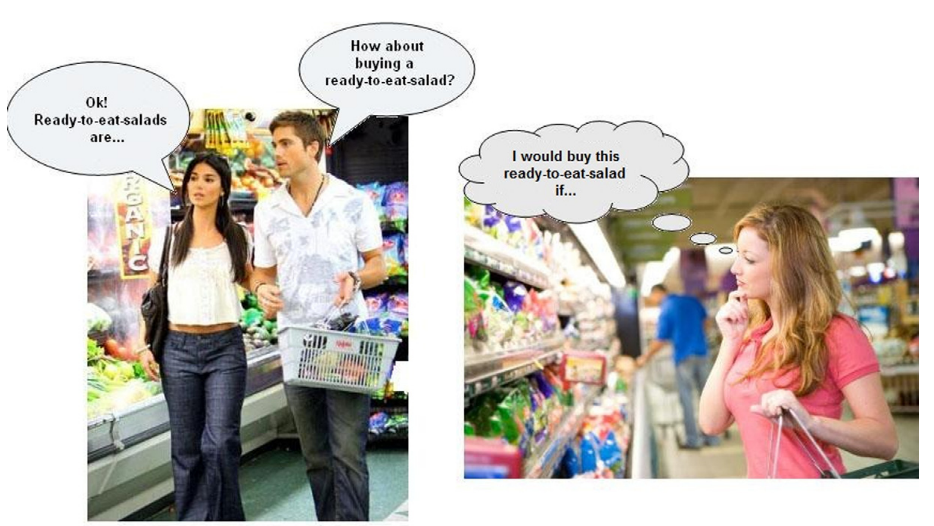 How about
buying a
ready-to-eat-salad?
Ok!
Ready-to-eat-salads
are...
I would buy this
ready-to-eat-salad
if...
ORGANIC